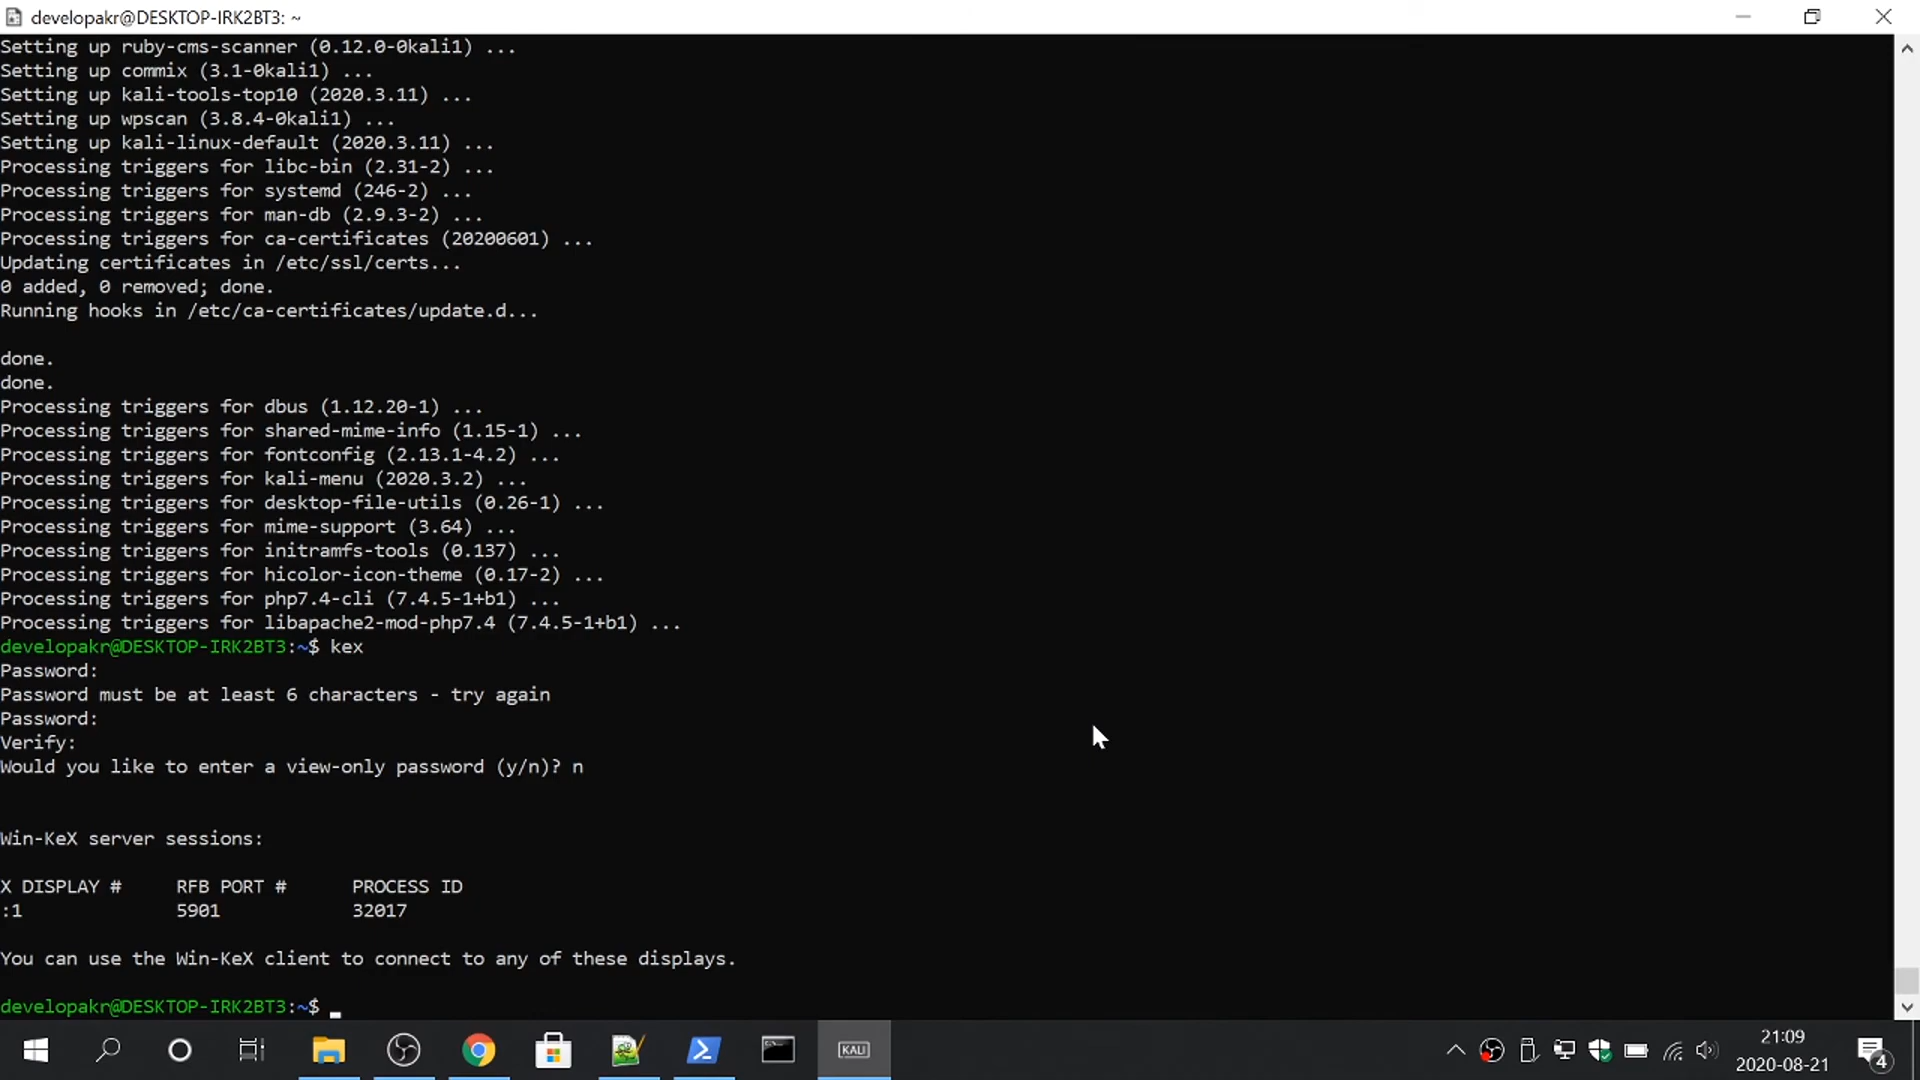 developakr@DESKTOP-IRK2BT3: ~
Setting up ruby-cms-scanner (0.12.0-0kali1) ...
Setting up commix (3.1-0kali1) ...
Setting up kali-tools-top10 (2020.3.11) ...
Setting up wpscan (3.8.4-0kali1) ...
Setting up kali-linux-default (2020.3.11) ...
Processing triggers for libc-bin (2.31-2) ...
Processing triggers for systemd (246-2) ...
Processing triggers for man-db (2.9.3-2) ...
Processing triggers for ca-certificates (20200601) ...
Updating certificates in /etc/ssl/certs...
0 added, 0 removed; done.
Running hooks in /etc/ca-certificates/update.d...
done.
done.
Processing triggers for dbus (1.12.20-1) ...
Processing triggers for shared-mime-info (1.15-1) ...
Processing triggers for fontconfig (2.13.1-4.2) ...
Processing triggers for kali-menu (2020.3.2) ...
Processing triggers for desktop-file-utils (0.26-1) ...
Processing triggers for mime-support (3.64) ...
Processing triggers for initramfs-tools (0.137) ...
Processing triggers for hicolor-icon-theme (0.17-2) ...
Processing triggers for php7.4-cli (7.4.5-1+b1) ...
Processing triggers for libapache2-mod-php7.4 (7.4.5-1+b1) ...
developakr@DESKTOP-IRK2BT3:~$ kex
Password:
Password must be at least 6 characters - try again
Password:
Verify:
Would you like to enter a view-only password (y/n)? n
Win-KeX server sessions:
X DISPLAY # RFB PORT # PROCESS ID
:1 5901 32017
You can use the Win-KeX client to connect to any of these displays.
developakr@DESKTOP-IRK2BT3:~$ _
KALI
21:09
2020-08-21
4